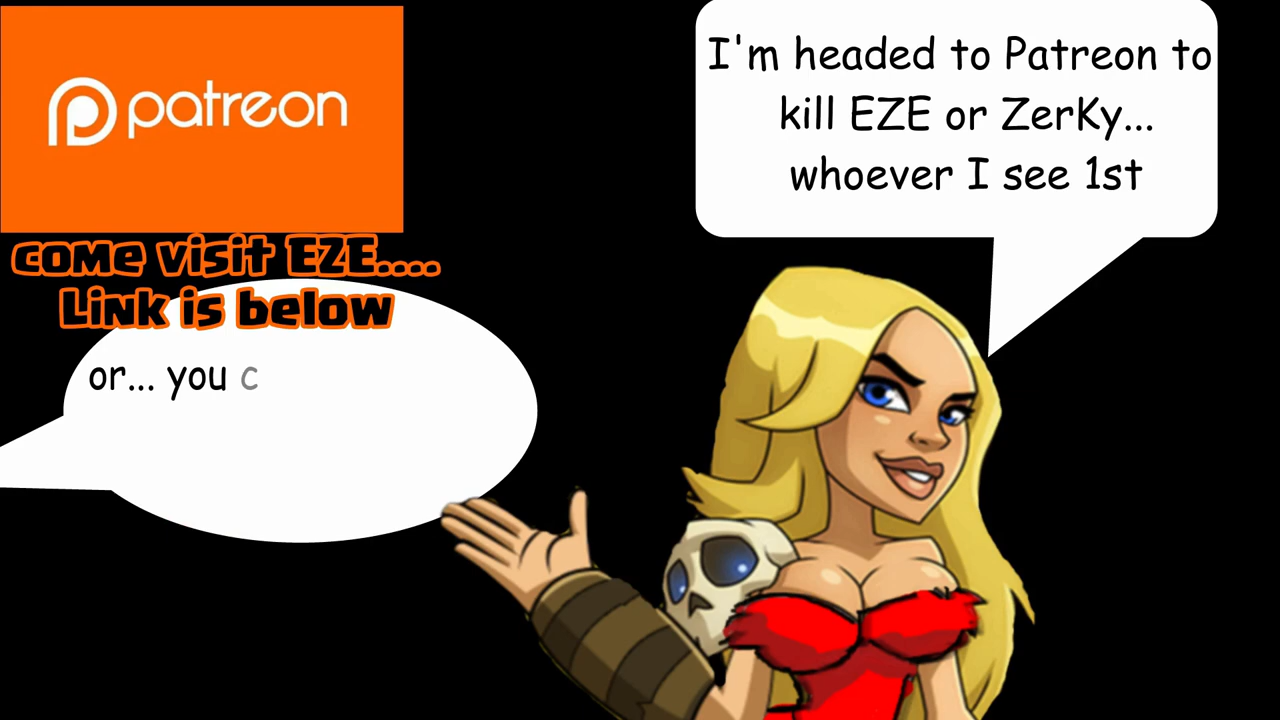 patreon
come visit EZE....
Link is below
or... you c
I'm headed to Patreon to
kill EZE or ZerKy...
whoever I see 1st